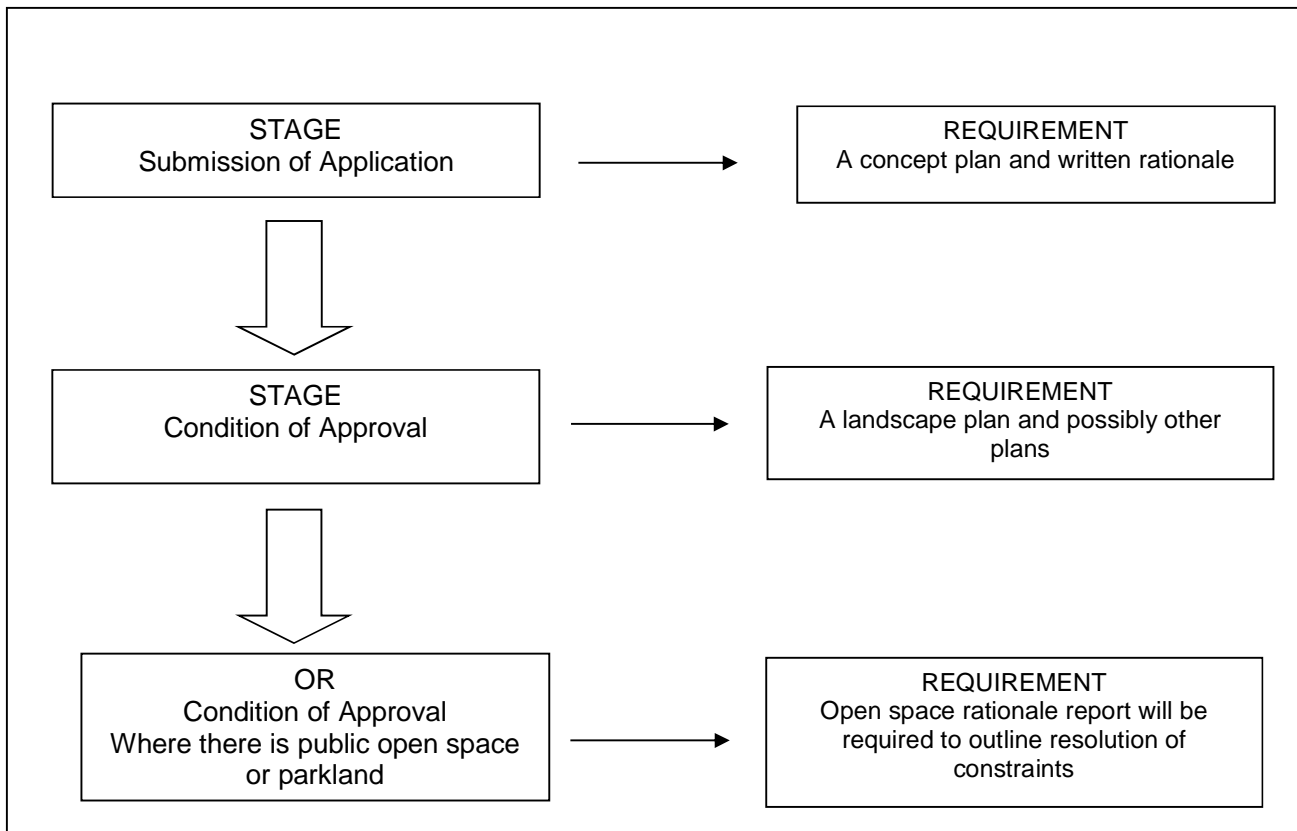 STAGE
Submission of Application
REQUIREMENT
A concept plan and written rationale
STAGE
Condition of Approval
REQUIREMENT
A landscape plan and possibly other
plans
OR
Condition of Approval
Where there is public open space
or parkland
REQUIREMENT
Open space rationale report will be
required to outline resolution of
constraints